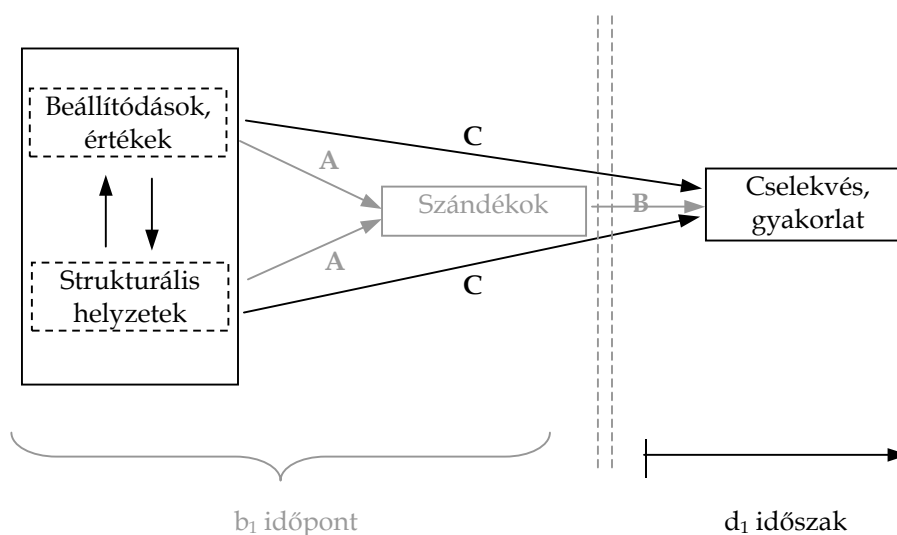 Beállítódások,
értékek
C
A
Szándékok
B
Cselekvés,
gyakorlat
A
Strukturális
helyzetek
C
b₁ időpont
d₁ időszak